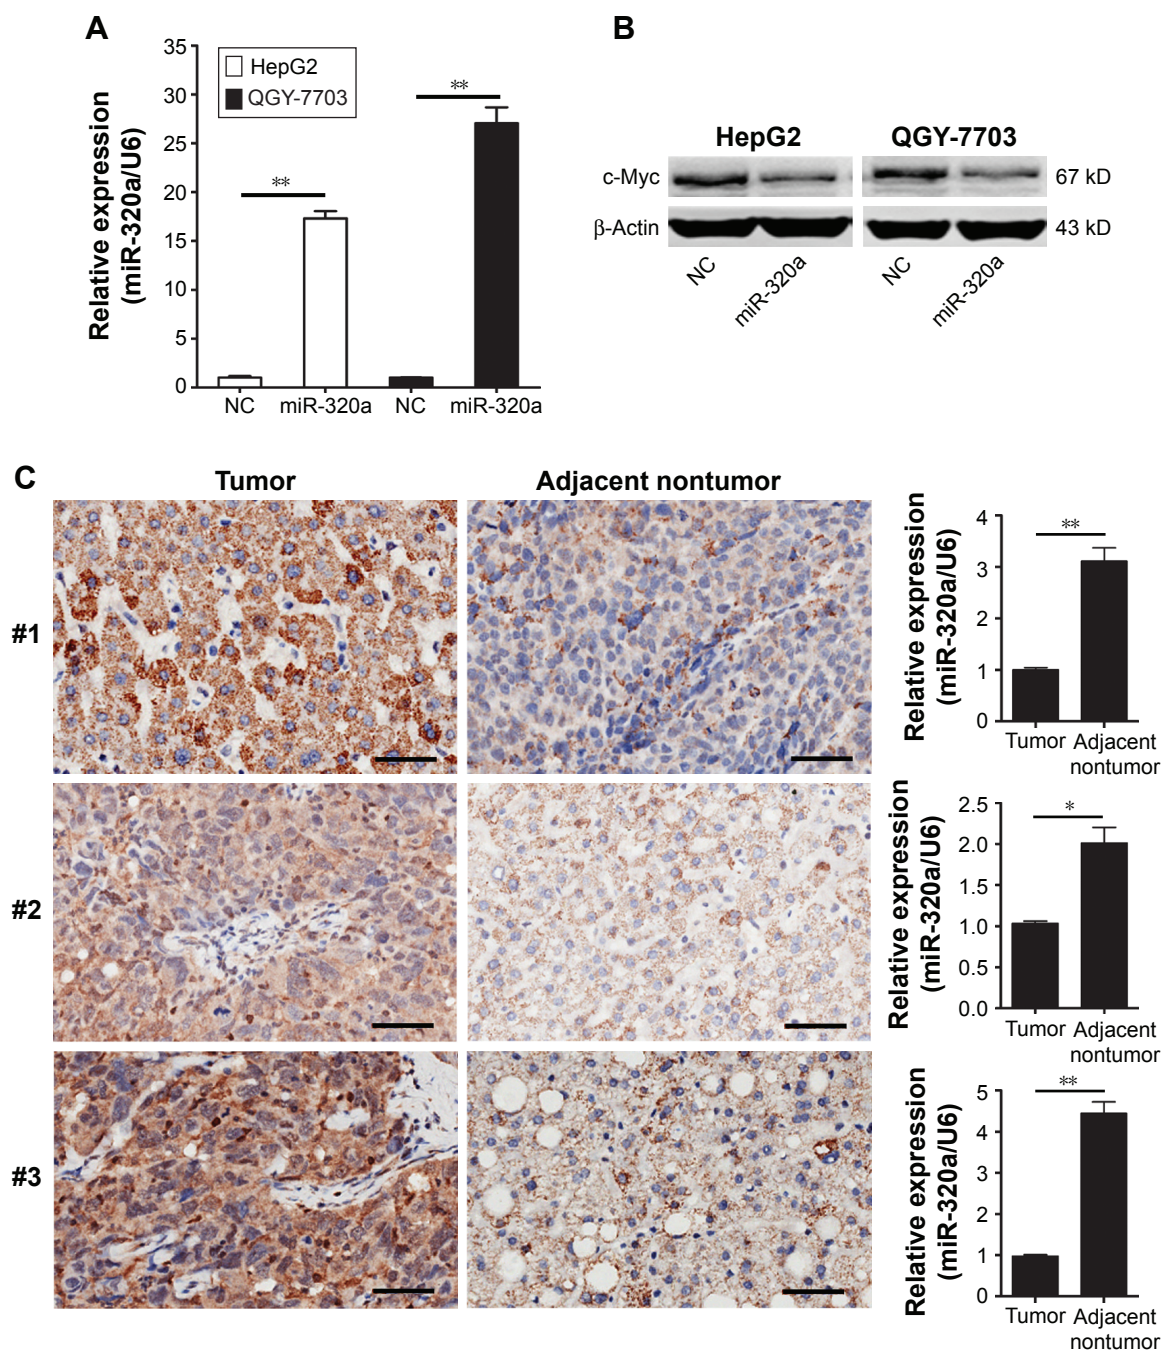 A
35
30
25
20
15
10
5
0
Relative expression
(miR-320a/U6)
HepG2
QGY-7703
**
**
NC
miR-320a
NC
miR-320a
B
HepG2
QGY-7703
c-Myc
67 kD
β-Actin
43 kD
NC
miR-320a
NC
miR-320a
C
Tumor
Adjacent nontumor
#1
Relative expression
(miR-320a/U6)
4
3
2
1
0
**
Tumor
Adjacent
nontumor
#2
Relative expression
(miR-320a/U6)
2.5
2.0
1.5
1.0
0.5
0.0
*
Tumor
Adjacent
nontumor
#3
Relative expression
(miR-320a/U6)
5
4
3
2
1
0
**
Tumor
Adjacent
nontumor